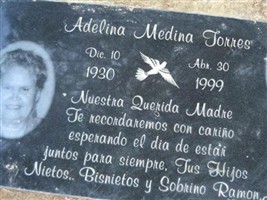 Adelina Medina Torres
Dic. 10 Abr. 30
1930 1999
Nuestra Querida Madre
Te recordaremos con cariño
esperando el dia de estar
juntos para siempre, Tus Hijos
Nietos.. Bisnietos y Sobrino Ramon.